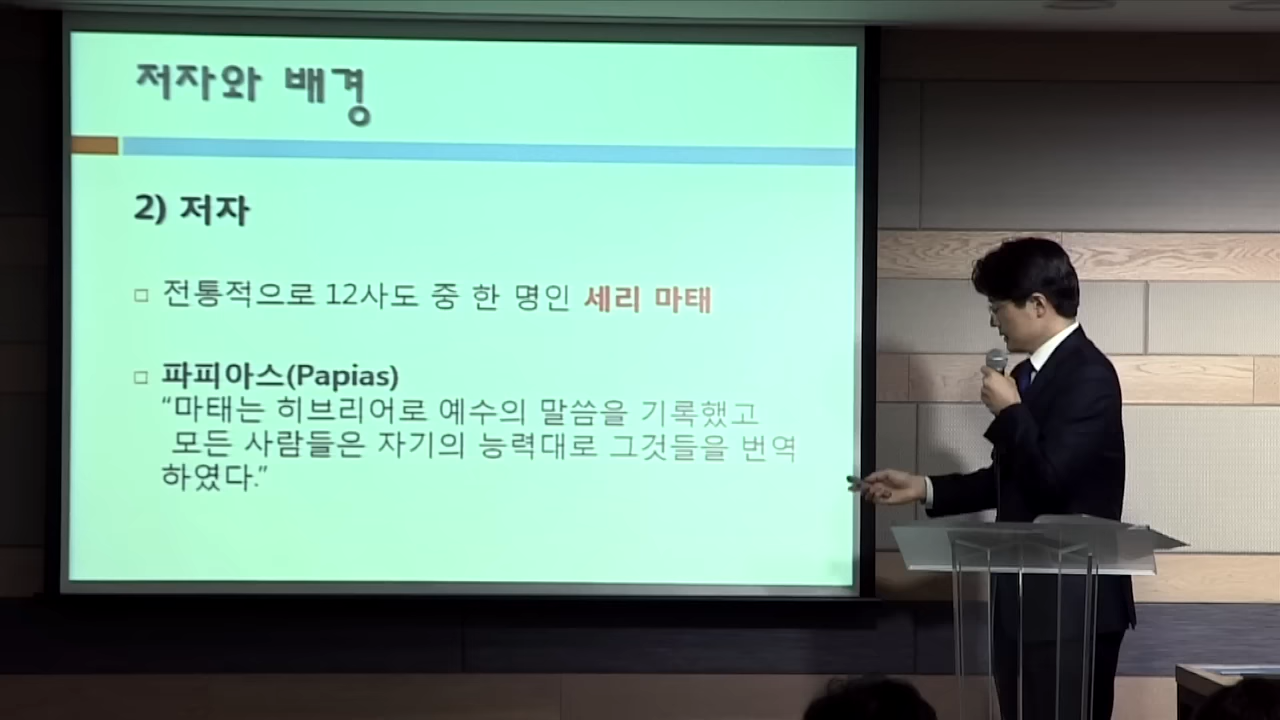 저자와 배경
2) 저자
□ 전통적으로 12사도 중 한 명인 세리 마태
□ 파피아스(Papias)
“마태는 히브리어로 예수의 말씀을 기록했고
모든 사람들은 자기의 능력대로 그것들을 번역
하였다.”